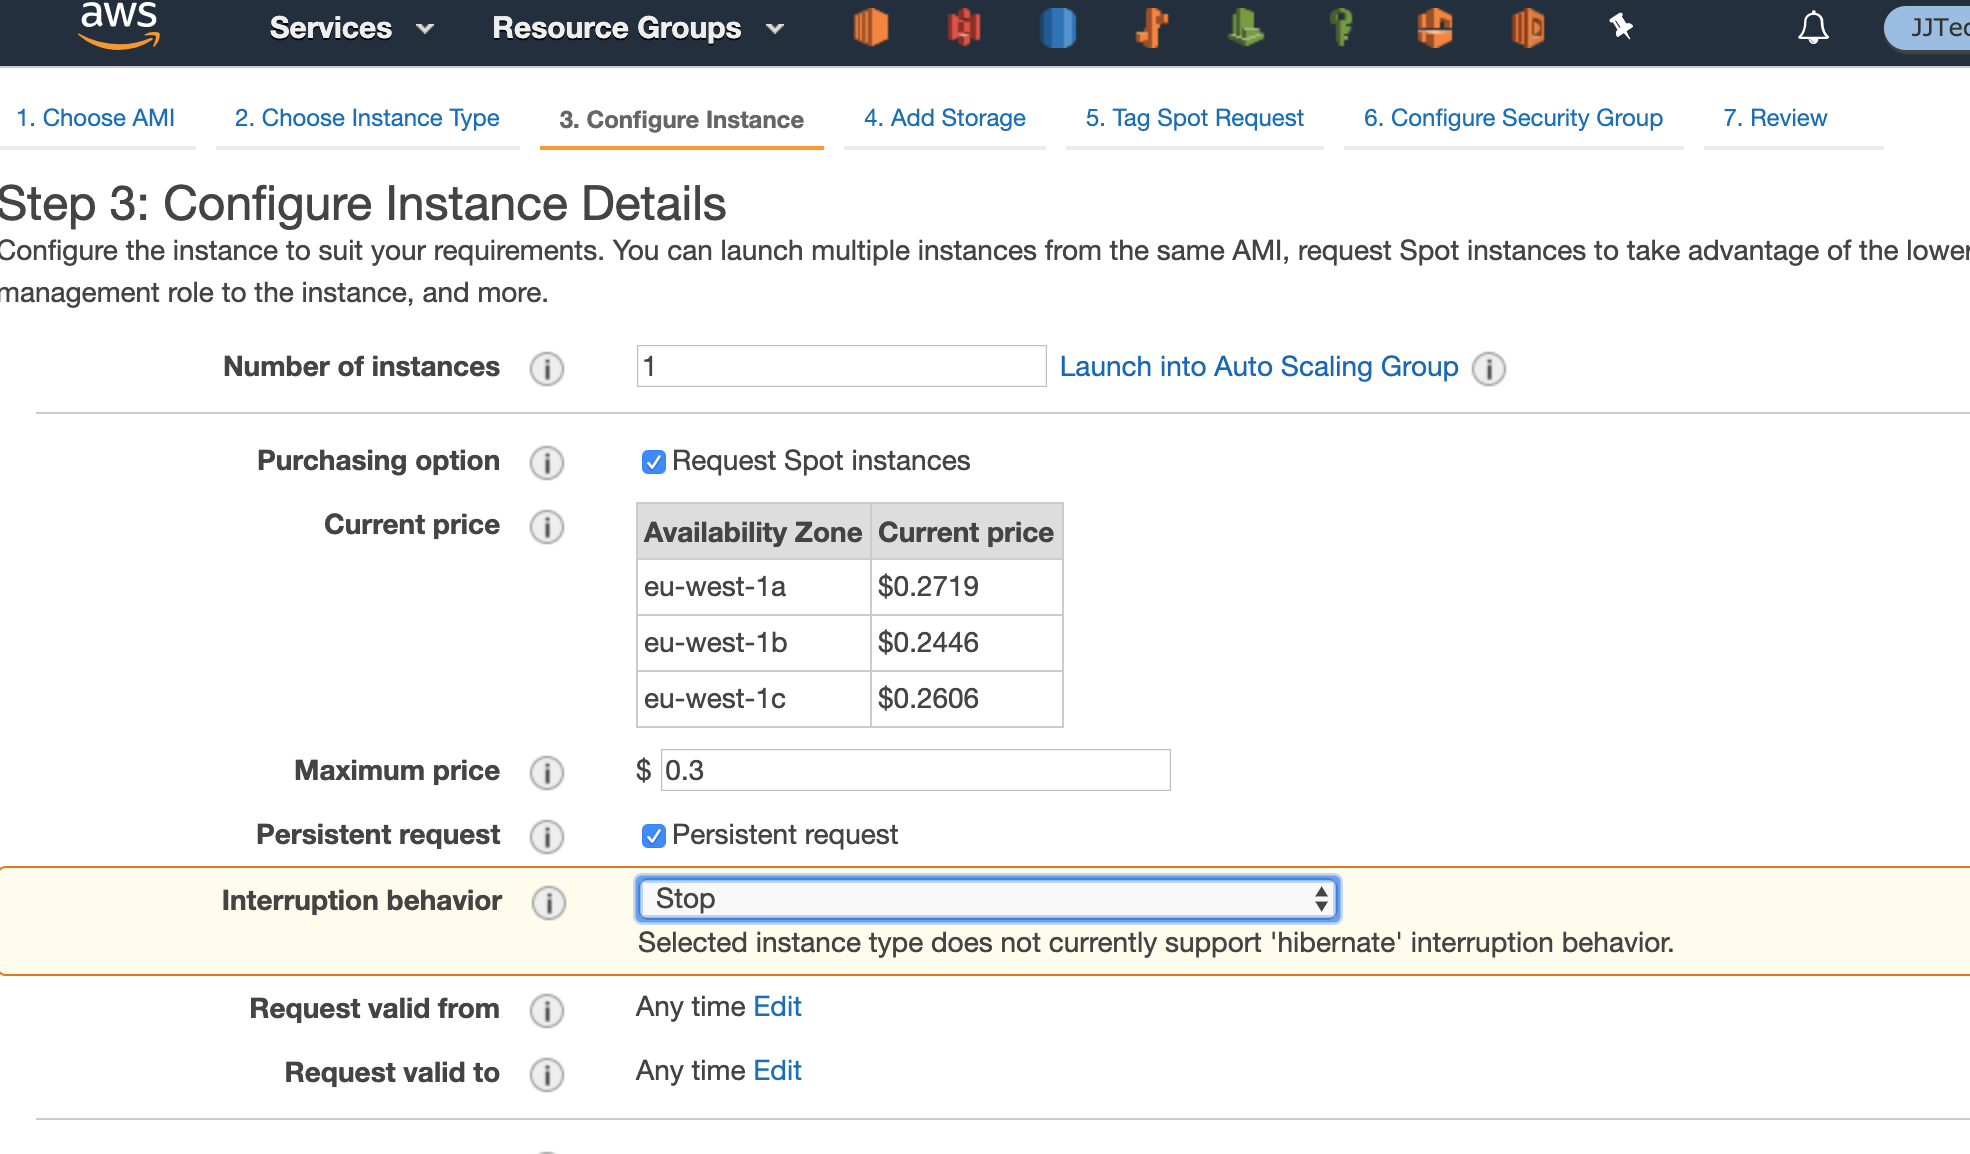 aws Services Resource Groups JJTec
1. Choose AMI 2. Choose Instance Type 3. Configure Instance 4. Add Storage 5. Tag Spot Request 6. Configure Security Group 7. Review
Step 3: Configure Instance Details
Configure the instance to suit your requirements. You can launch multiple instances from the same AMI, request Spot instances to take advantage of the lower
management role to the instance, and more.
Number of instances i 1 Launch into Auto Scaling Group i
Purchasing option i Request Spot instances
Current price i Availability Zone Current price
eu-west-1a $0.2719
eu-west-1b $0.2446
eu-west-1c $0.2606
Maximum price i $ 0.3
Persistent request i Persistent request
Interruption behavior i Stop
Selected instance type does not currently support 'hibernate' interruption behavior.
Request valid from i Any time Edit
Request valid to i Any time Edit